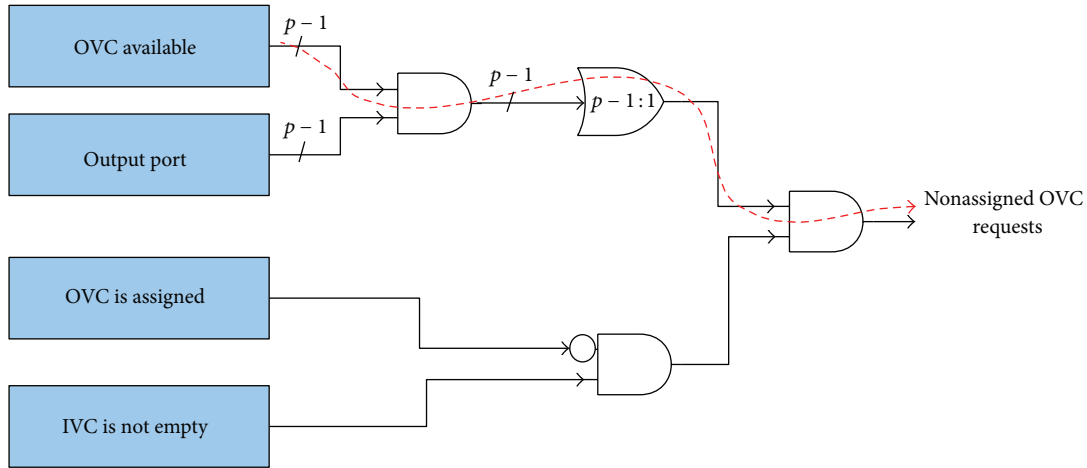 OVC available
p − 1
p − 1
p − 1 : 1
Output port
p − 1
Nonassigned OVC
requests
OVC is assigned
IVC is not empty